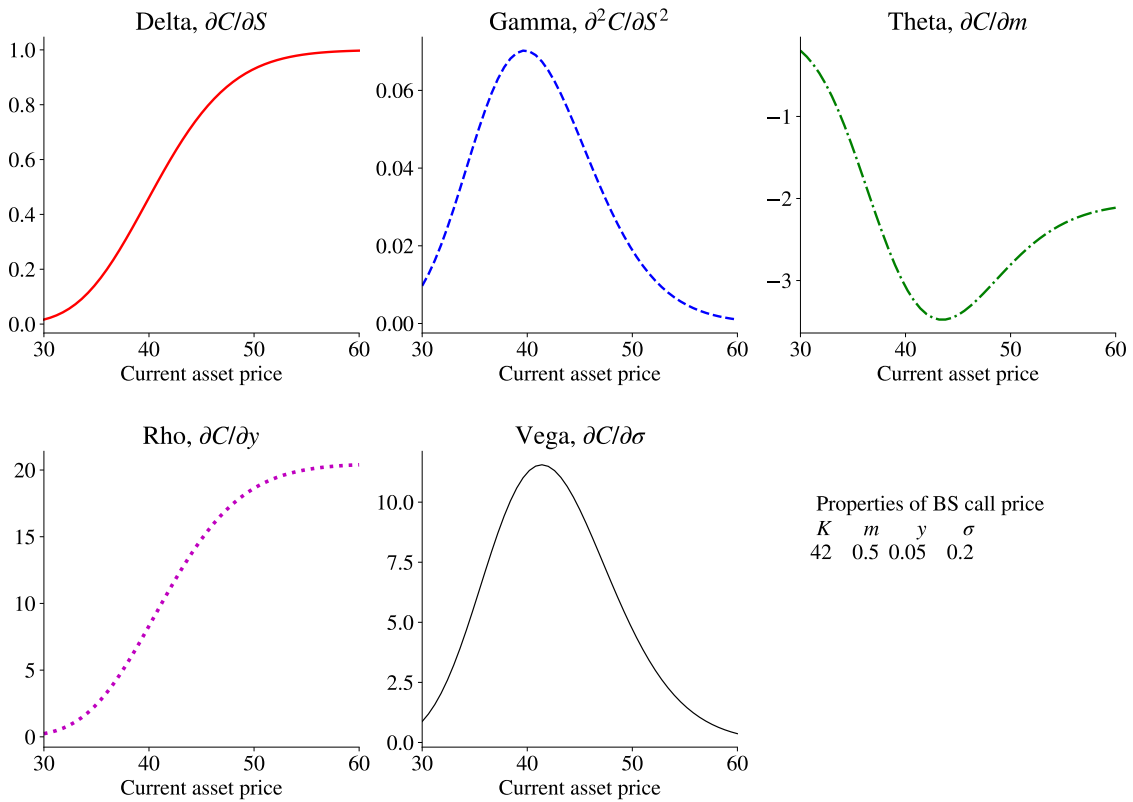 Delta, ∂C/∂S
1.0
0.8
0.6
0.4
0.2
0.0
30 40 50 60
Current asset price
Gamma, ∂²C/∂S²
0.06
0.04
0.02
0.00
30 40 50 60
Current asset price
Theta, ∂C/∂m
−1
−2
−3
30 40 50 60
Current asset price
Rho, ∂C/∂y
20
15
10
5
0
30 40 50 60
Current asset price
Vega, ∂C/∂σ
10.0
7.5
5.0
2.5
0.0
30 40 50 60
Current asset price
Properties of BS call price
K m y σ
42 0.5 0.05 0.2